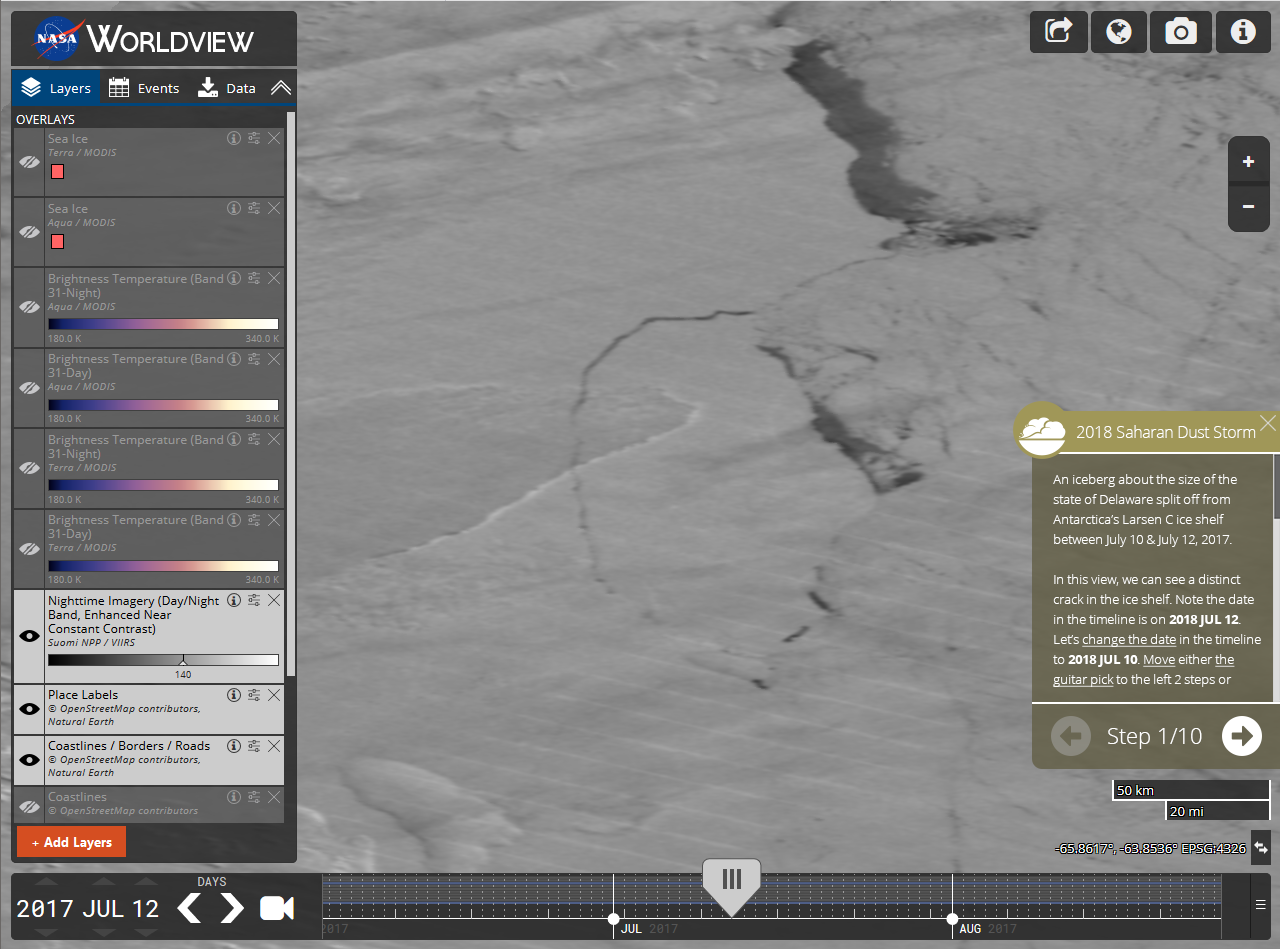 NASA WORLDVIEW
Layers Events Data
OVERLAYS
Sea Ice
Terra / MODIS
Sea Ice
Aqua / MODIS
Brightness Temperature (Band
31-Night)
Aqua / MODIS
180.0 K 340.0 K
Brightness Temperature (Band
31-Day)
Aqua / MODIS
180.0 K 340.0 K
Brightness Temperature (Band
31-Night)
Terra / MODIS
180.0 K 340.0 K
Brightness Temperature (Band
31-Day)
Terra / MODIS
180.0 K 340.0 K
Nighttime Imagery (Day/Night
Band, Enhanced Near
Constant Contrast)
Suomi NPP / VIIRS
140
Place Labels
© OpenStreetMap contributors,
Natural Earth
Coastlines / Borders / Roads
© OpenStreetMap contributors,
Natural Earth
Coastlines
© OpenStreetMap contributors
+ Add Layers
2018 Saharan Dust Storm
An iceberg about the size of the
state of Delaware split off from
Antarctica's Larsen C ice shelf
between July 10 & July 12, 2017.
In this view, we can see a distinct
crack in the ice shelf. Note the date
in the timeline is on 2018 JUL 12.
Let's change the date in the timeline
to 2018 JUL 10. Move either the
guitar pick to the left 2 steps or
Step 1/10
50 km
20 mi
-65.8617°, -63.8536° EPSG:4326
DAYS
2017 JUL 12
2017
JUL 2017
AUG 2017